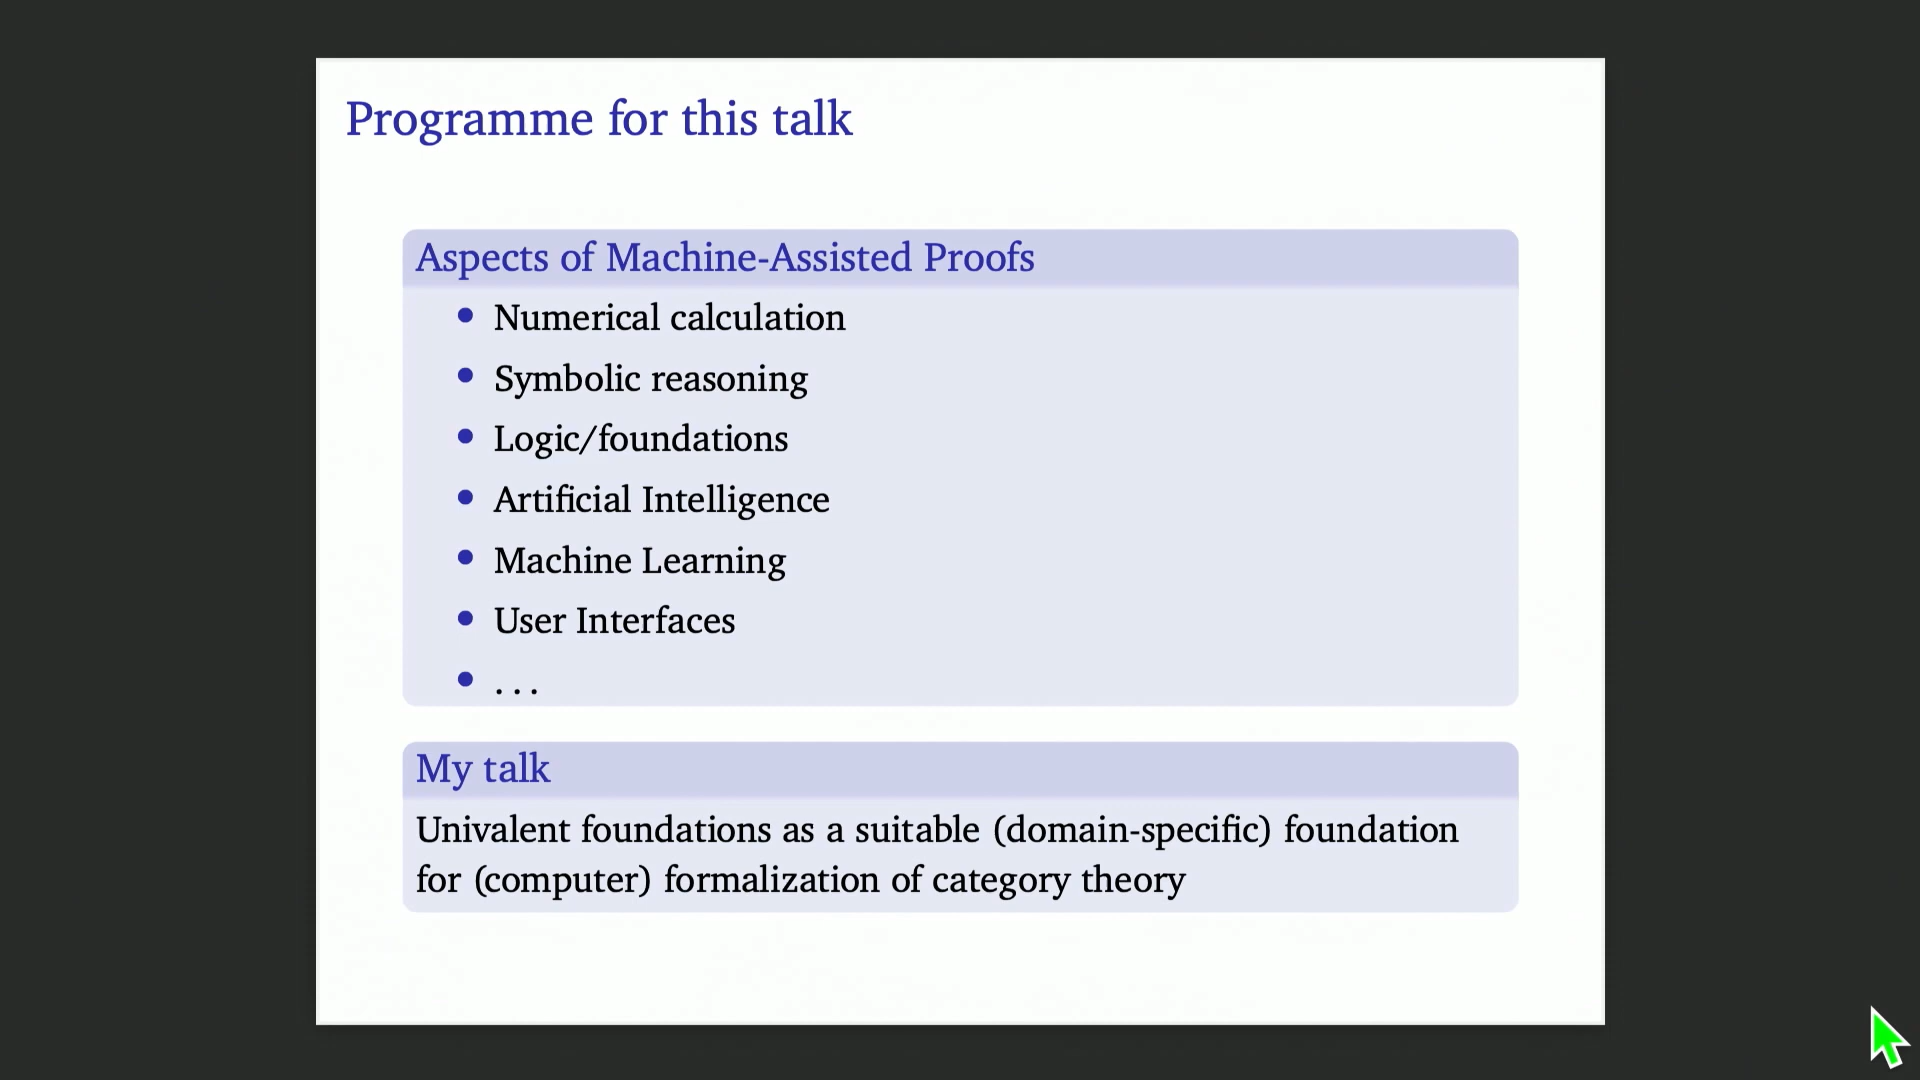 Programme for this talk
Aspects of Machine-Assisted Proofs
• Numerical calculation
• Symbolic reasoning
• Logic/foundations
• Artificial Intelligence
• Machine Learning
• User Interfaces
• ...
My talk
Univalent foundations as a suitable (domain-specific) foundation
for (computer) formalization of category theory